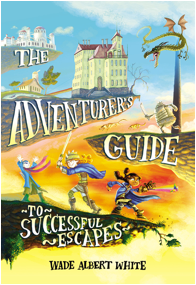 THE
ADVENTURER'S
GUIDE
~TO~
SUCCESSFUL
~ESCAPES~
WADE ALBERT WHITE